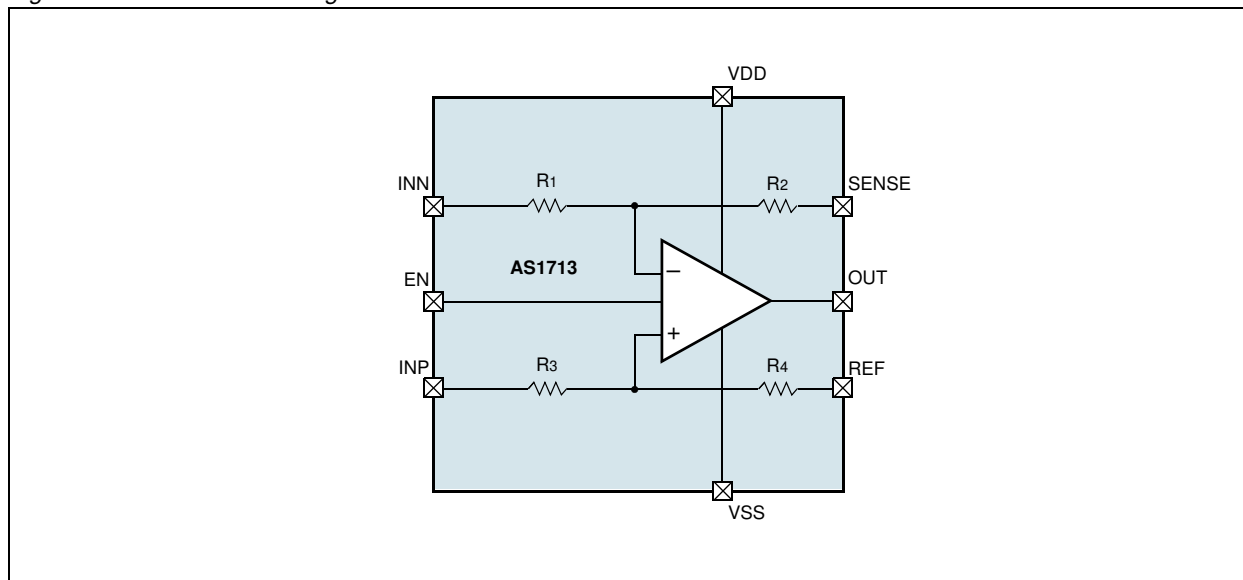 VDD
INN
R1
R2
SENSE
AS1713
−
EN
OUT
+
INP
R3
R4
REF
VSS